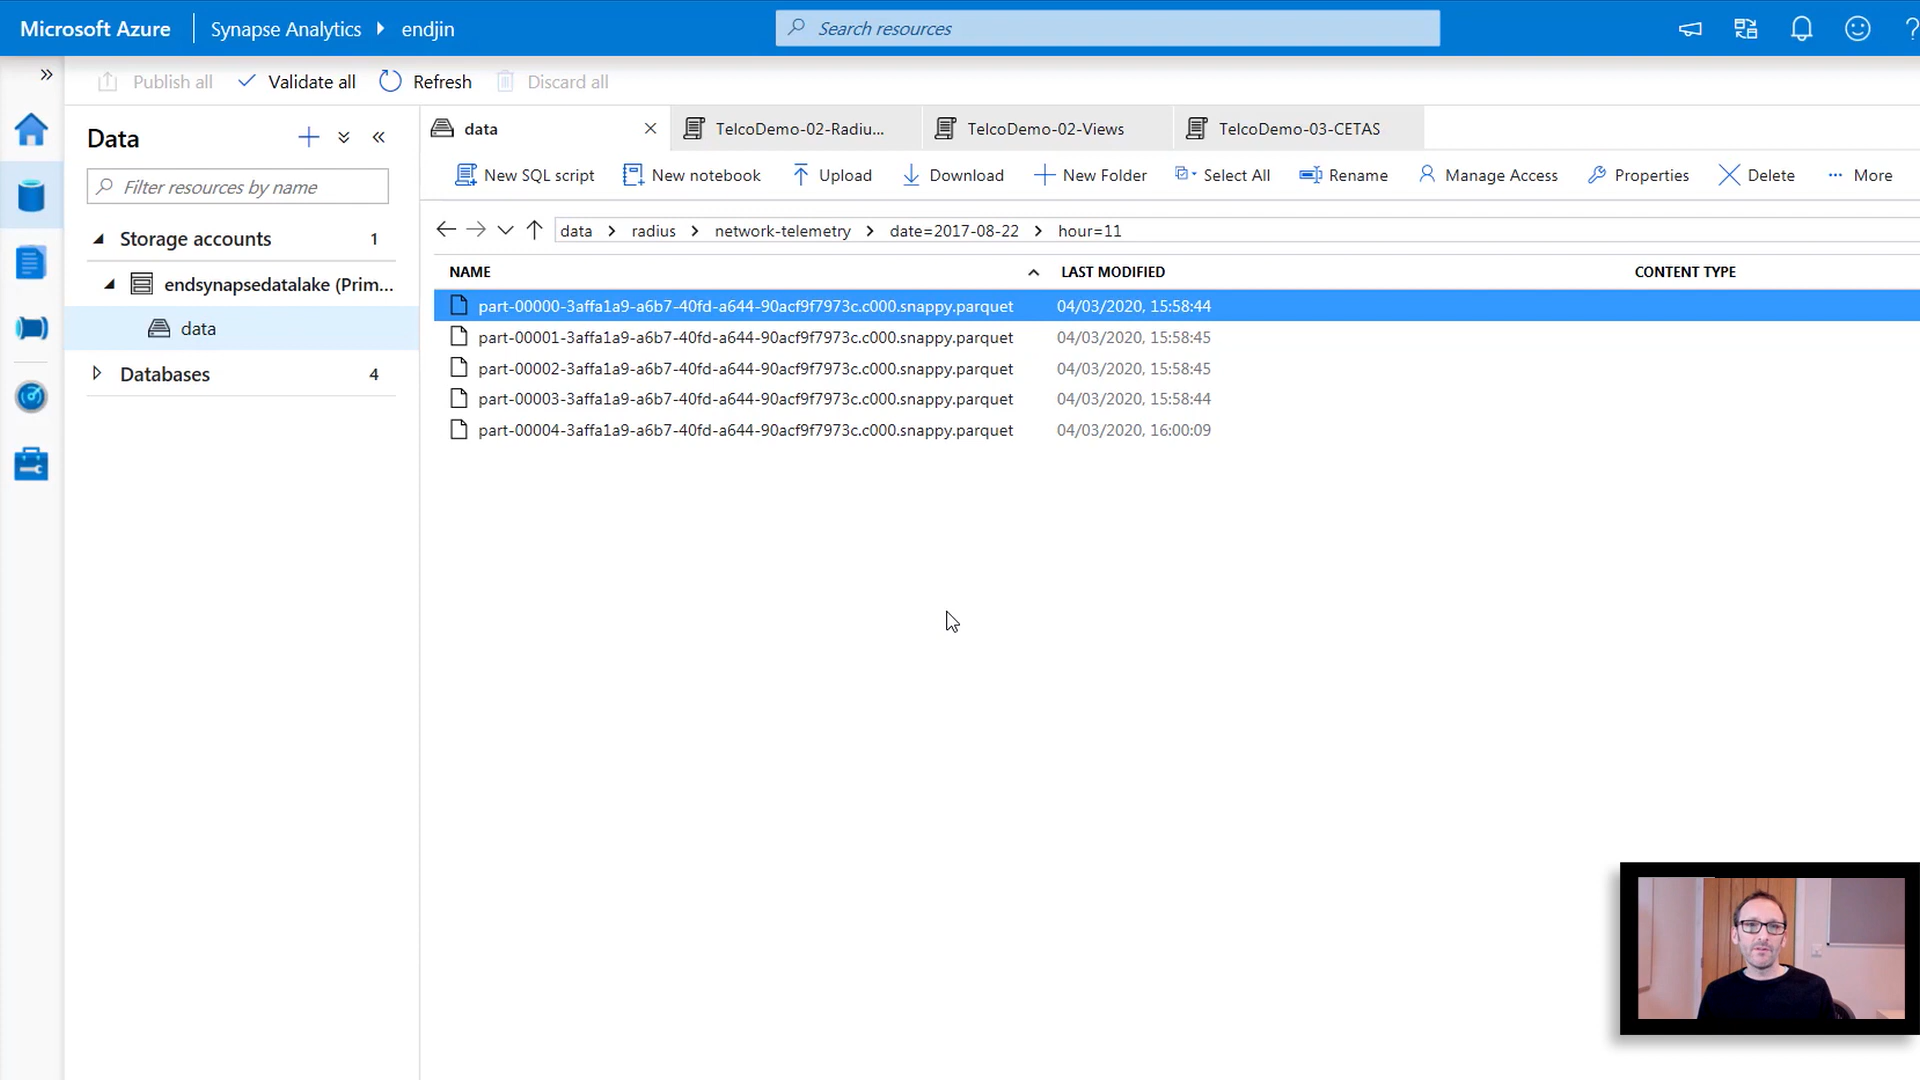 Microsoft Azure
Synapse Analytics
endjin
Search resources
?
Publish all
Validate all
Refresh
Discard all
Data
Filter resources by name
Storage accounts 1
endsynapsedatalake (Prim...
data
Databases 4
data
TelcoDemo-02-Radiu...
TelcoDemo-02-Views
TelcoDemo-03-CETAS
New SQL script
New notebook
Upload
Download
New Folder
Select All
Rename
Manage Access
Properties
Delete
More
data > radius > network-telemetry > date=2017-08-22 > hour=11
NAME LAST MODIFIED CONTENT TYPE
part-00000-3affa1a9-a6b7-40fd-a644-90acf9f7973c.c000.snappy.parquet 04/03/2020, 15:58:44
part-00001-3affa1a9-a6b7-40fd-a644-90acf9f7973c.c000.snappy.parquet 04/03/2020, 15:58:45
part-00002-3affa1a9-a6b7-40fd-a644-90acf9f7973c.c000.snappy.parquet 04/03/2020, 15:58:45
part-00003-3affa1a9-a6b7-40fd-a644-90acf9f7973c.c000.snappy.parquet 04/03/2020, 15:58:44
part-00004-3affa1a9-a6b7-40fd-a644-90acf9f7973c.c000.snappy.parquet 04/03/2020, 16:00:09